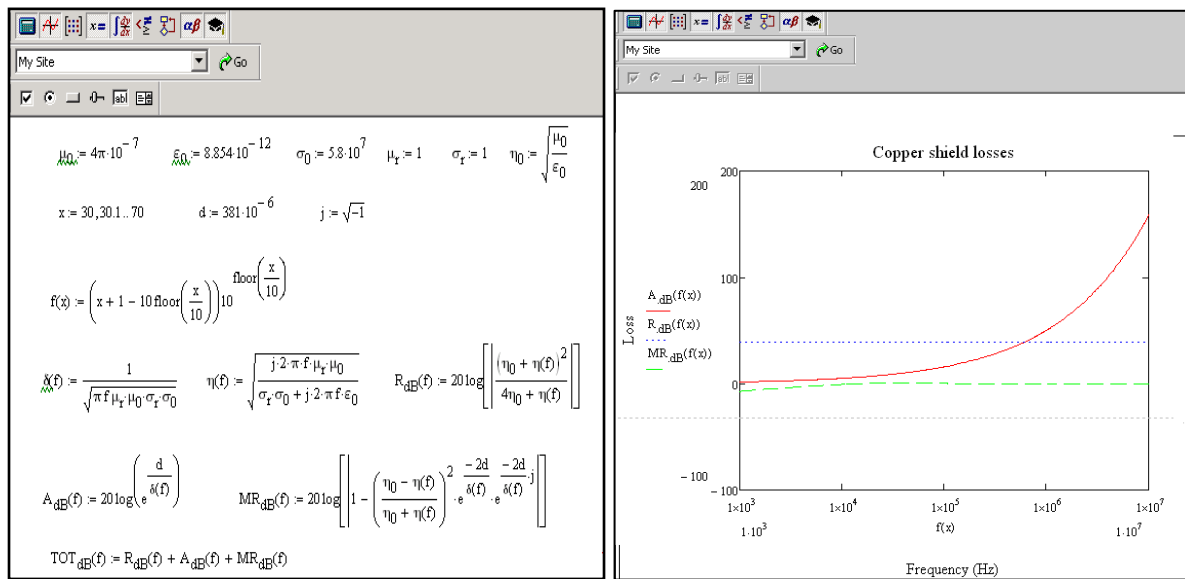 My Site Go
μ0 := 4π·10^-7 ε0 := 8.854·10^-12 σ0 := 5.8·10^7 μr := 1 σr := 1 η0 := √(μ0/ε0)
x := 30,30.1..70 d := 381·10^-6 j := √-1
f(x) := (x + 1 - 10 floor(x/10)) 10^floor(x/10)
δ(f) := 1/√(π f μr·μ0·σr·σ0) η(f) := √((j·2·π·f·μr·μ0)/(σr·σ0 + j·2·π f·ε0)) RdB(f) := 20 log[|(η0 + η(f))^2/(4η0 + η(f))|]
AdB(f) := 20 log(e^(d/δ(f))) MRdB(f) := 20 log[|1 - ((η0 - η(f))/(η0 + η(f)))^2 · e^(-2d/δ(f)) · e^(-2d/δ(f)·j)|]
TOTdB(f) := RdB(f) + AdB(f) + MRdB(f)
My Site Go
Copper shield losses
200
200
100
0
-100
-100
Loss
A.dB(f(x))
R.dB(f(x))
MR.dB(f(x))
1×10^3 1×10^4 1×10^5 1×10^6 1×10^7
1·10^3 f(x) 1·10^7
Frequency (Hz)